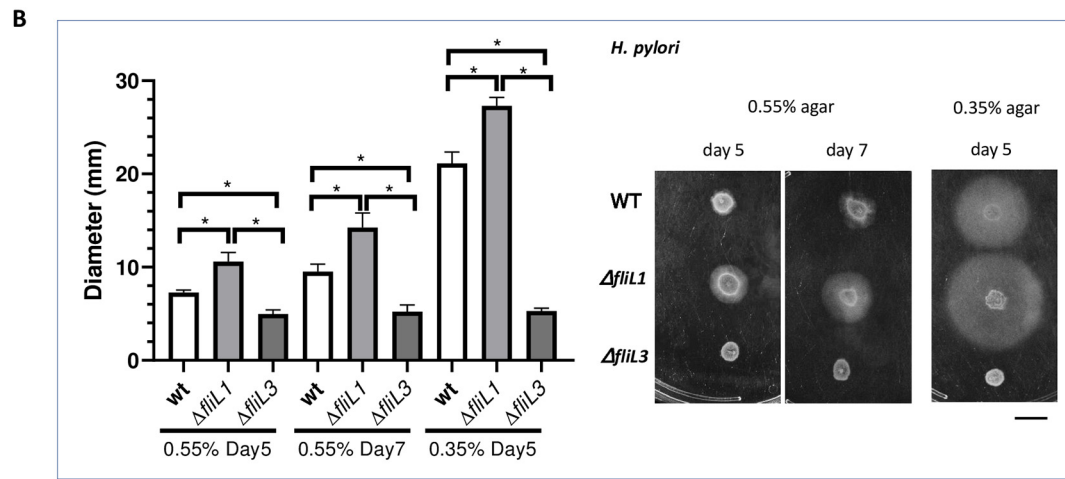 B
H. pylori
30
20
10
0
Diameter (mm)
*
*
*
*
*
*
*
*
*
wt
ΔfliL1
ΔfliL3
wt
ΔfliL1
ΔfliL3
wt
ΔfliL1
ΔfliL3
0.55% Day5
0.55% Day7
0.35% Day5
0.55% agar
0.35% agar
day 5
day 7
day 5
WT
ΔfliL1
ΔfliL3